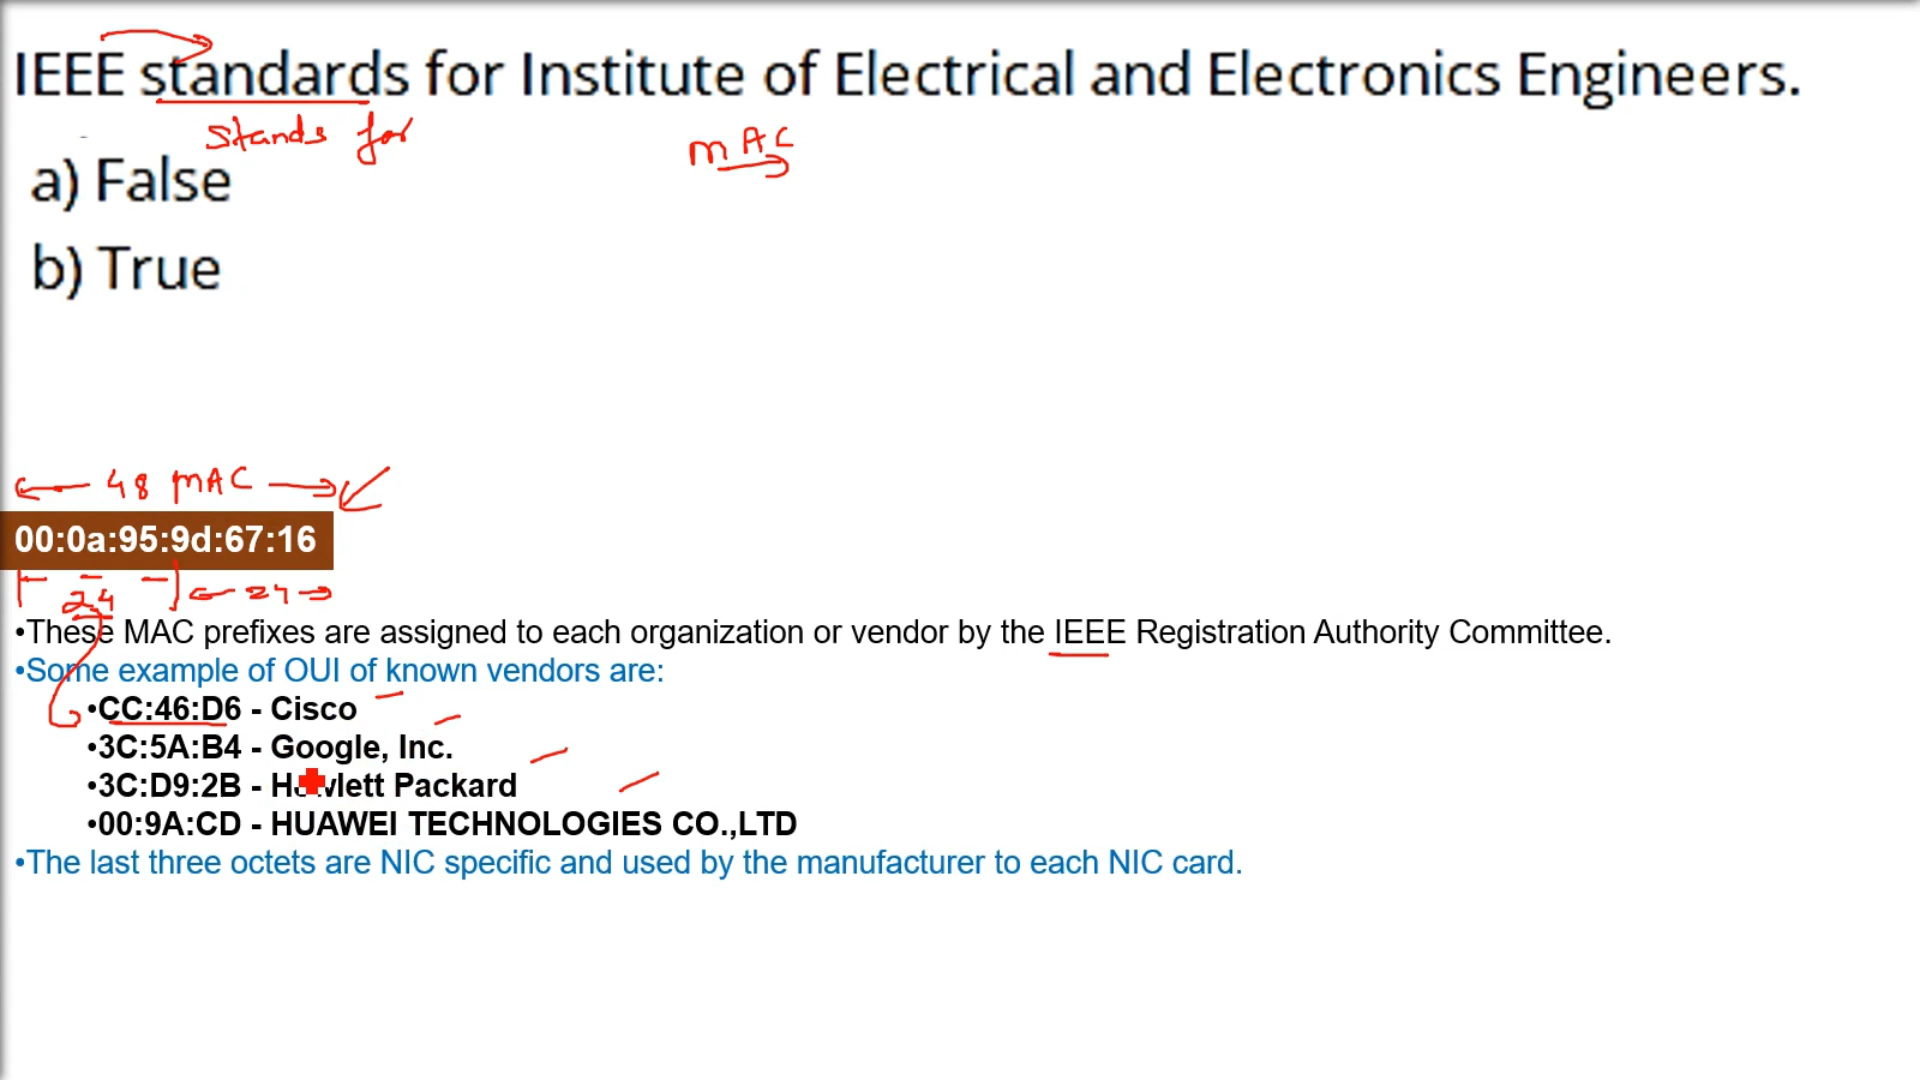 IEEE standards for Institute of Electrical and Electronics Engineers.
stands for
MAC
a) False
b) True
48 MAC
00:0a:95:9d:67:16
24 24
•These MAC prefixes are assigned to each organization or vendor by the IEEE Registration Authority Committee.
•Some example of OUI of known vendors are:
•CC:46:D6 - Cisco
•3C:5A:B4 - Google, Inc.
•3C:D9:2B - Hewlett Packard
•00:9A:CD - HUAWEI TECHNOLOGIES CO.,LTD
•The last three octets are NIC specific and used by the manufacturer to each NIC card.